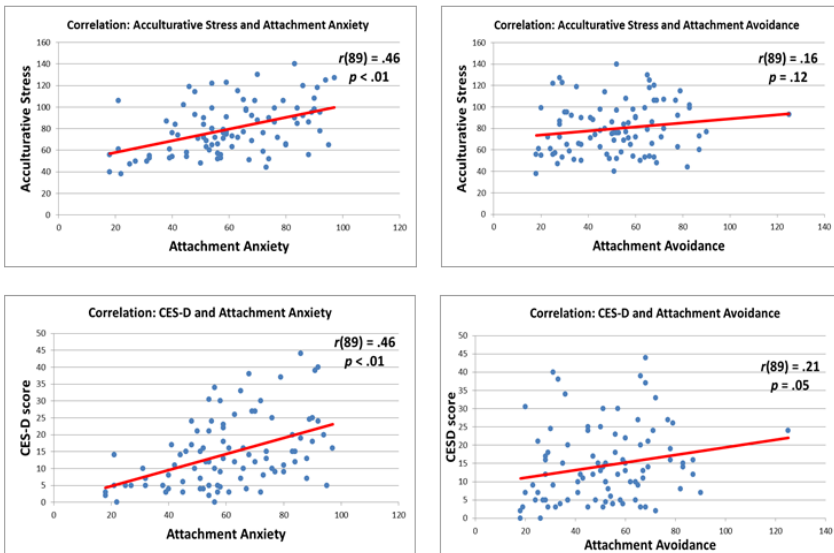 Correlation: Acculturative Stress and Attachment Anxiety
r(89) = .46
p < .01
Acculturative Stress
160
140
120
100
80
60
40
20
0
0 20 40 60 80 100 120
Attachment Anxiety
Correlation: Acculturative Stress and Attachment Avoidance
r(89) = .16
p = .12
Acculturative Stress
160
140
120
100
80
60
40
20
0
0 20 40 60 80 100 120 140
Attachment Avoidance
Correlation: CES-D and Attachment Anxiety
r(89) = .46
p < .01
CES-D score
50
45
40
35
30
25
20
15
10
5
0
0 20 40 60 80 100 120
Attachment Anxiety
Correlation: CES-D and Attachment Avoidance
r(89) = .21
p = .05
CESD score
50
45
40
35
30
25
20
15
10
5
0
0 20 40 60 80 100 120 140
Attachment Avoidance